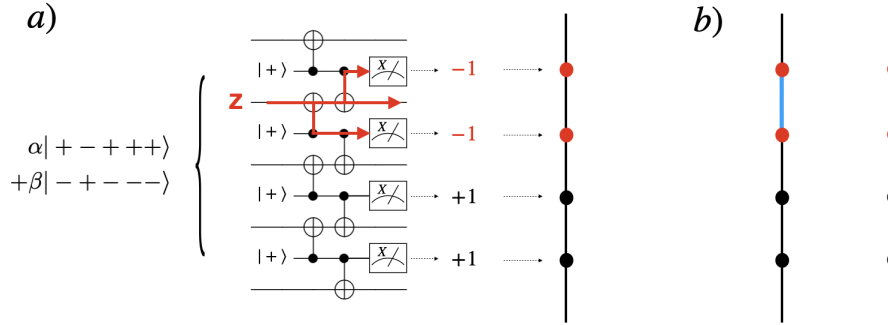 a)
b)
|+⟩ X -1
Z
|+⟩ X -1
α|+-+++⟩
+β|-+---⟩
|+⟩ X +1
|+⟩ X +1